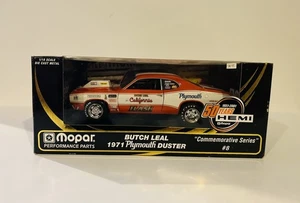 1/18 SCALE
DIE CAST METAL
California
Plymouth
50
HEMI
mopar
PERFORMANCE PARTS
BUTCH LEAL
1971 Plymouth DUSTER
"Commemorative Series"
#8